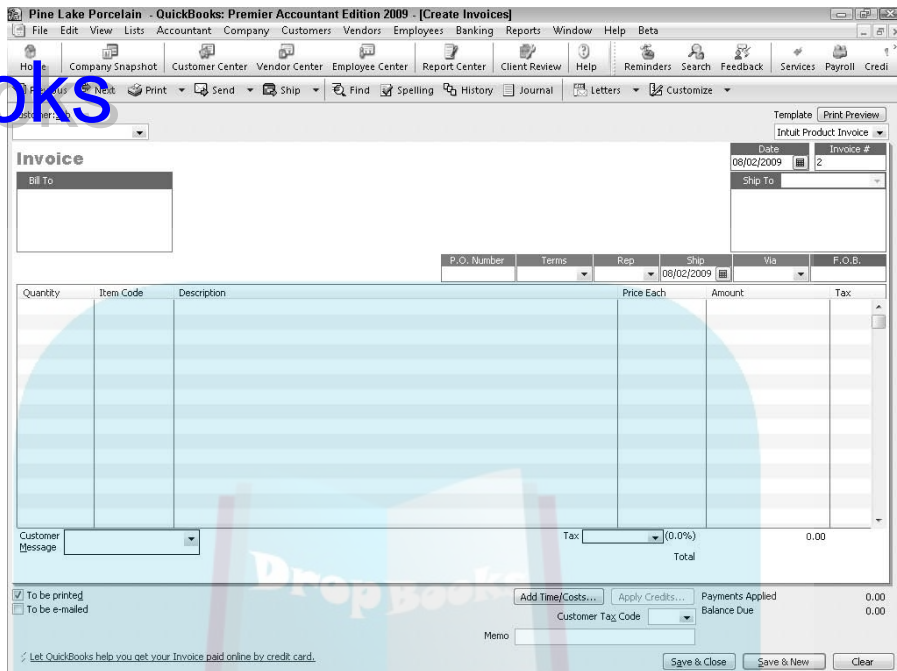 Pine Lake Porcelain - QuickBooks: Premier Accountant Edition 2009 - [Create Invoices]
File Edit View Lists Accountant Company Customers Vendors Employees Banking Reports Window Help Beta
Company Snapshot Customer Center Vendor Center Employee Center Report Center Client Review Help Reminders Search Feedback Services Payroll Credi
oks
Next Print Send Ship Find Spelling History Journal Letters Customize
Template Print Preview
Intuit Product Invoice
Invoice
Date Invoice #
08/02/2009 2
Bill To Ship To
P.O. Number Terms Rep Ship Via F.O.B.
08/02/2009
Quantity Item Code Description Price Each Amount Tax
DropBooks
Customer Message
Tax (0.0%) 0.00
Total
To be printed
To be e-mailed
Add Time/Costs... Apply Credits... Payments Applied 0.00
Customer Tax Code Balance Due 0.00
Memo
Let QuickBooks help you get your Invoice paid online by credit card.
Save & Close Save & New Clear